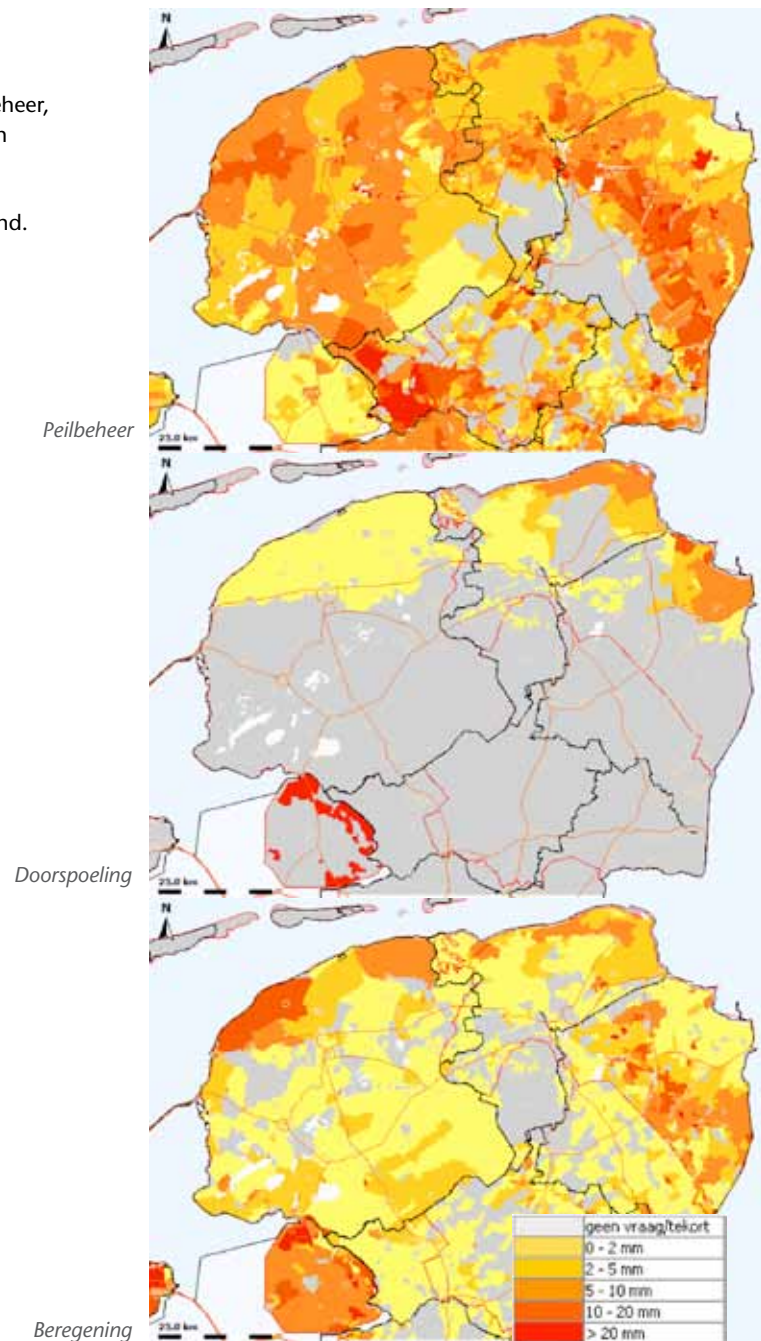 eheer,
n
nd.
N
25,0 km
Peilbeheer
N
25,0 km
Doorspoeling
N
geen vraag/tekort
0 - 2 mm
2 - 5 mm
5 - 10 mm
10 - 20 mm
> 20 mm
25,0 km
Beregening